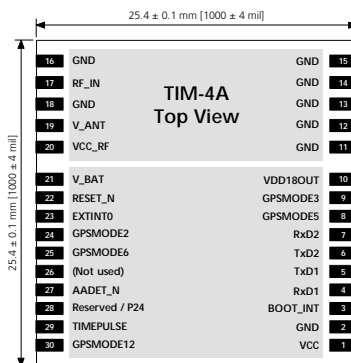 25.4 ± 0.1 mm [1000 ± 4 mil]
25.4 ± 0.1 mm [1000 ± 4 mil]
TIM-4A
Top View
16 GND GND 15
17 RF_IN GND 14
18 GND GND 13
19 V_ANT GND 12
20 VCC_RF GND 11
21 V_BAT VDD18OUT 10
22 RESET_N GPSMODE3 9
23 EXTINT0 GPSMODE5 8
24 GPSMODE2 RxD2 7
25 GPSMODE6 TxD2 6
26 (Not used) TxD1 5
27 AADET_N RxD1 4
28 Reserved / P24 BOOT_INT 3
29 TIMEPULSE GND 2
30 GPSMODE12 VCC 1